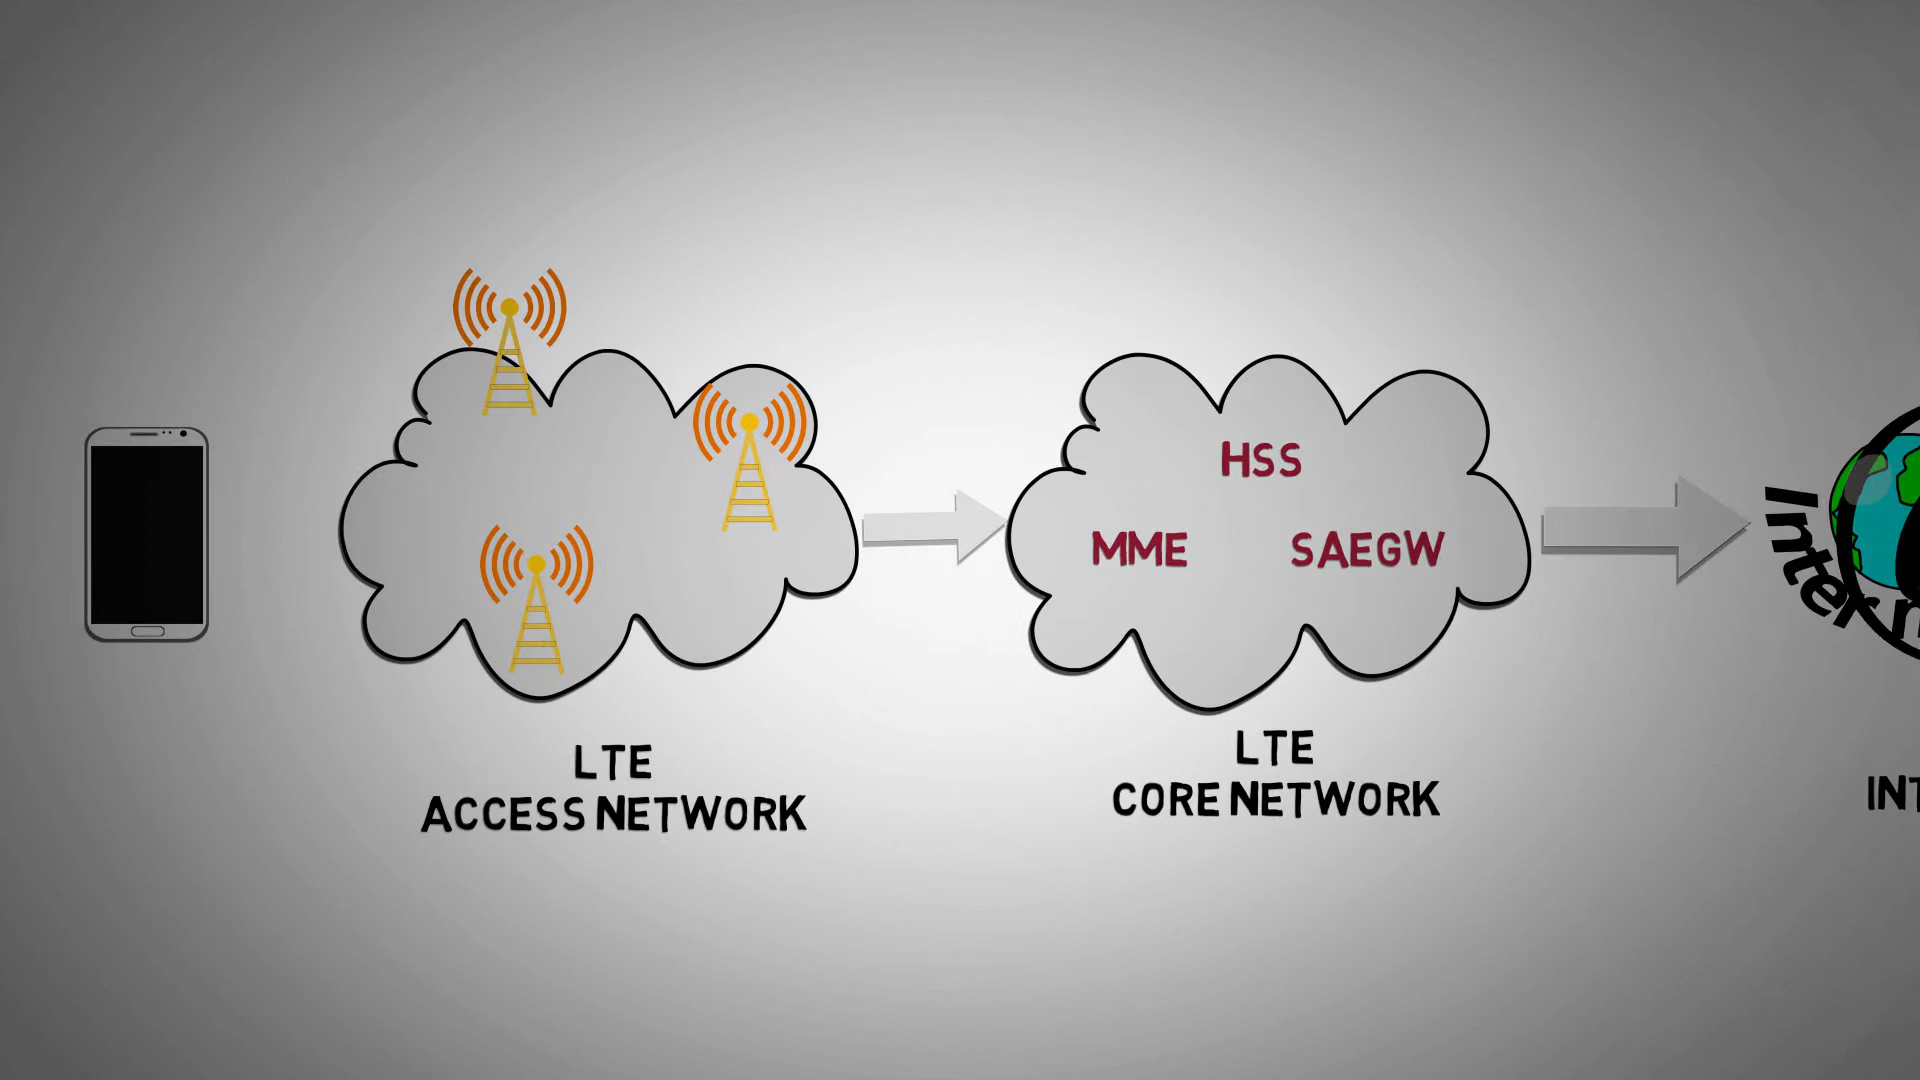 HSS
MME
SAEGW
LTE
ACCESS NETWORK
LTE
CORE NETWORK